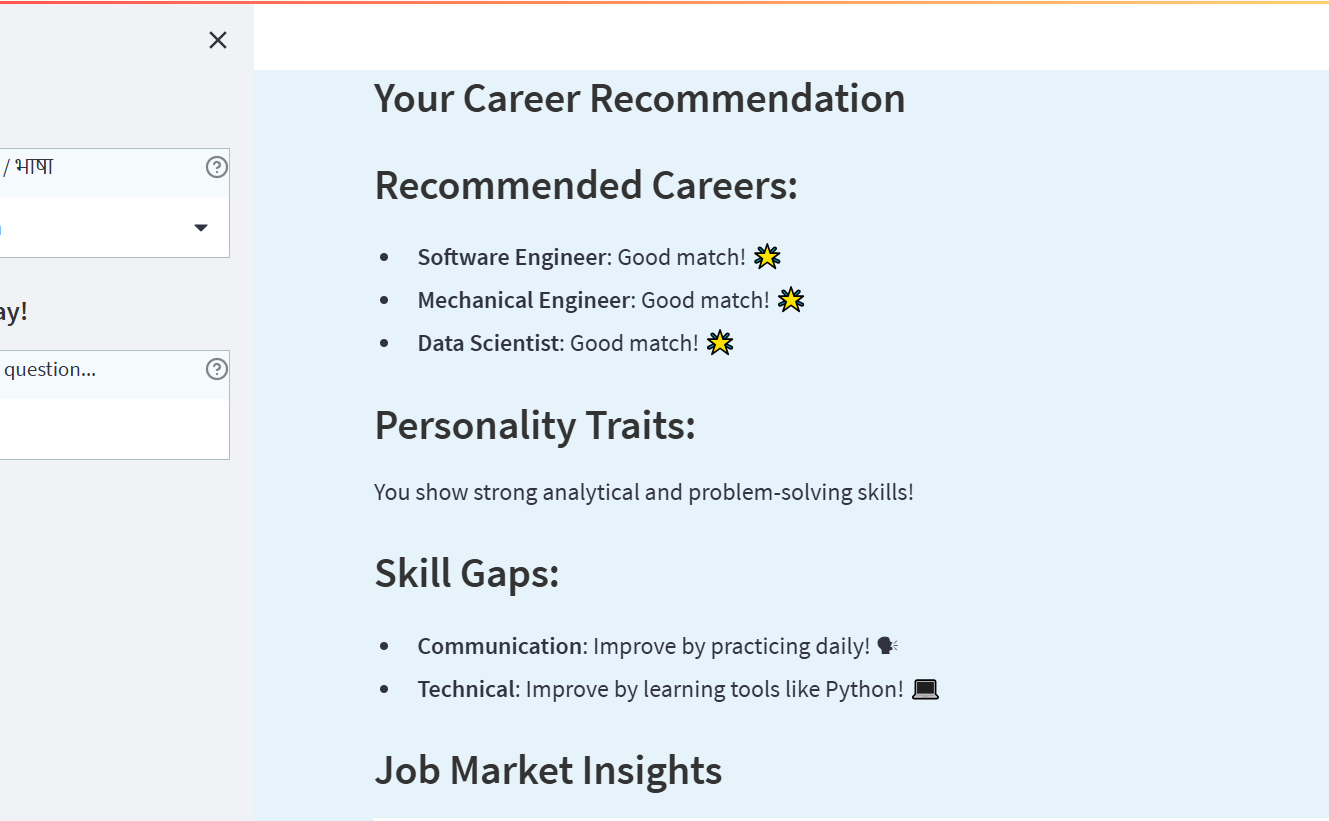 / भाषा
ay!
question...
Your Career Recommendation
Recommended Careers:
• Software Engineer: Good match! 🌟
• Mechanical Engineer: Good match! 🌟
• Data Scientist: Good match! 🌟
Personality Traits:
You show strong analytical and problem-solving skills!
Skill Gaps:
• Communication: Improve by practicing daily! 🗣
• Technical: Improve by learning tools like Python! 💻
Job Market Insights